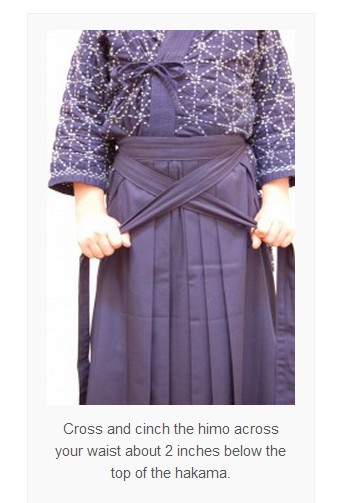 Cross and cinch the himo across
your waist about 2 inches below the
top of the hakama.